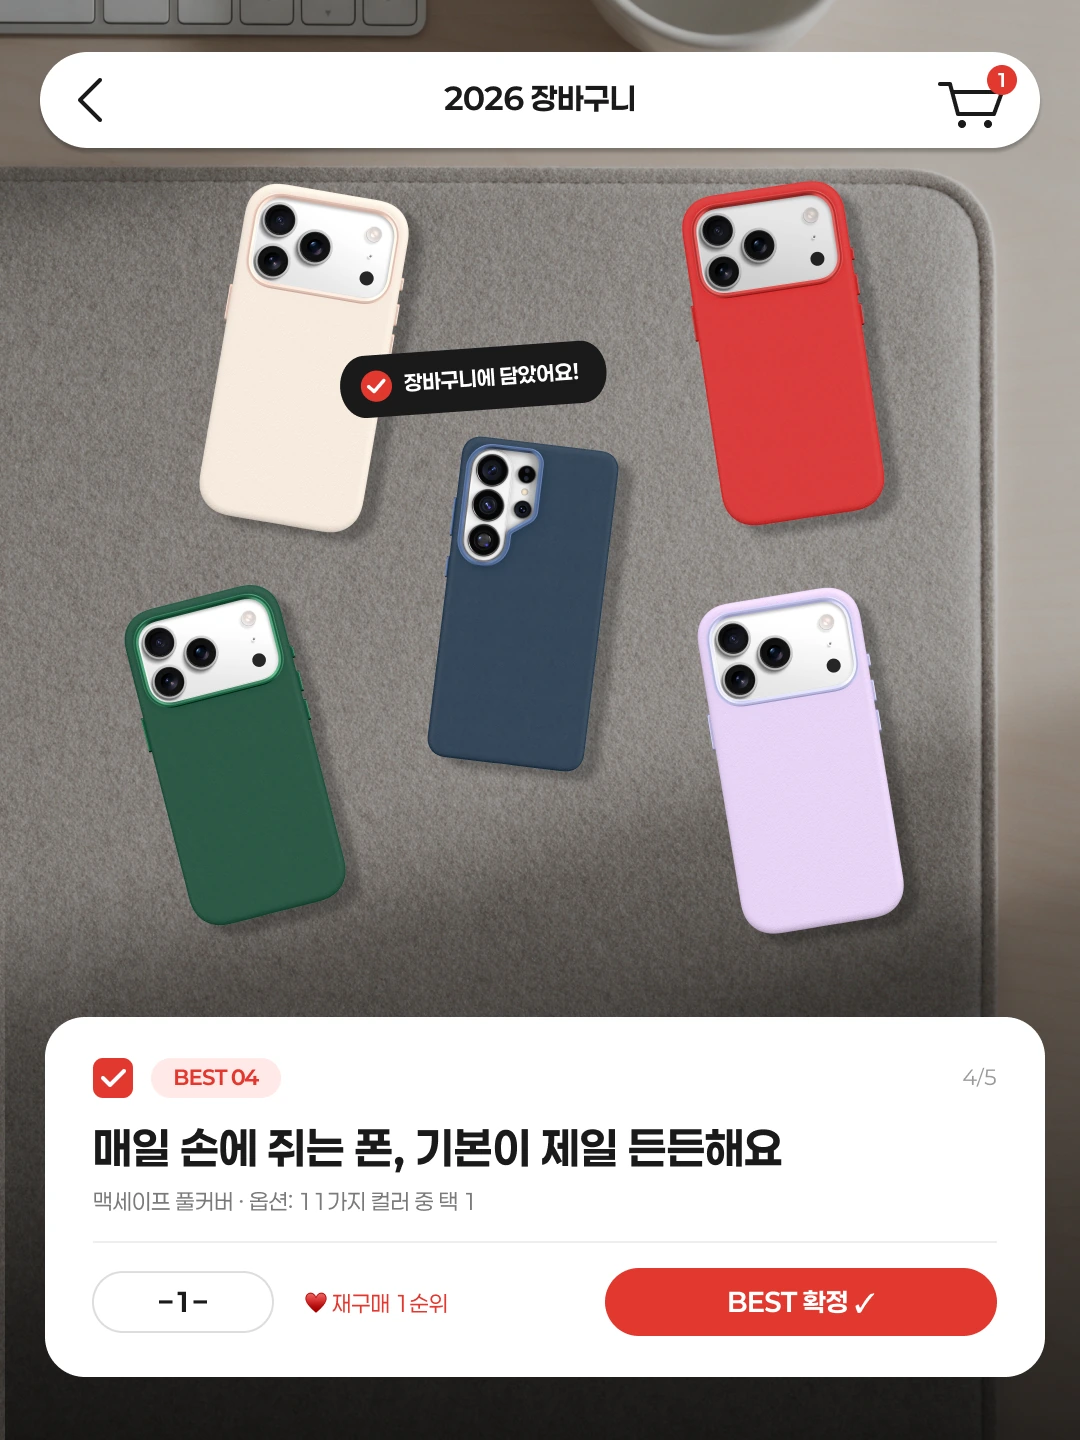 2026 장바구니
1
장바구니에 담았어요!
BEST 04
4/5
매일 손에 쥐는 폰, 기본이 제일 든든해요
맥세이프 풀커버 · 옵션: 11가지 컬러 중 택 1
–1–
♥ 재구매 1순위
BEST 확정 ✓